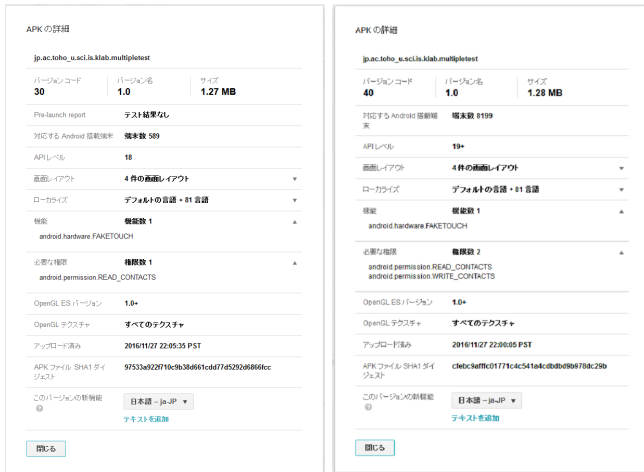 APK の詳細
jp.ac.toho_u.sci.is.klab.multipletest
バージョン コード
バージョン名
サイズ
30
1.0
1.27 MB
Pre-launch report
テスト結果なし
対応する Android 搭載端末
端末数 589
API レベル
18
画面レイアウト
4 件の画面レイアウト
ローカライズ
デフォルトの言語 + 81 言語
機能
機能数 1
android.hardware.FAKETOUCH
必要な権限
権限数 1
android.permission.READ_CONTACTS
OpenGL ES バージョン
1.0+
OpenGL テクスチャ
すべてのテクスチャ
アップロード済み
2016/11/27 22:05:35 PST
APK ファイル SHA1 ダイ
ジェスト
97533a922f710c9b38d661cdd77d5292d6866fcc
このバージョンの新機能
日本語 – ja-JP
テキストを追加
閉じる
APK の詳細
jp.ac.toho_u.sci.is.klab.multipletest
バージョン コード
バージョン名
サイズ
40
1.0
1.28 MB
対応する Android 搭載端
末
端末数 8199
API レベル
19+
画面レイアウト
4 件の画面レイアウト
ローカライズ
デフォルトの言語 + 81 言語
機能
機能数 1
android.hardware.FAKETOUCH
必要な権限
権限数 2
android.permission.READ_CONTACTS
android.permission.WRITE_CONTACTS
OpenGL ES バージョン
1.0+
OpenGL テクスチャ
すべてのテクスチャ
アップロード済み
2016/11/27 22:00:05 PST
APK ファイル SHA1 ダイ
ジェスト
cfebc9afffc01771c4c541a4cdbdbd9b978dc29b
このバージョンの新機能
日本語 – ja-JP
テキストを追加
閉じる